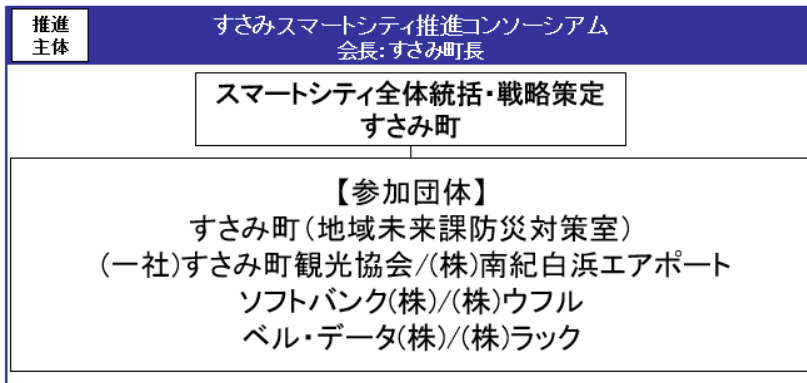 推進
主体
すさみスマートシティ推進コンソーシアム
会長:すさみ町長
スマートシティ全体統括・戦略策定
すさみ町
【参加団体】
すさみ町(地域未来課防災対策室)
(一社)すさみ町観光協会/(株)南紀白浜エアポート
ソフトバンク(株)/(株)ウフル
ベル・データ(株)/(株)ラック